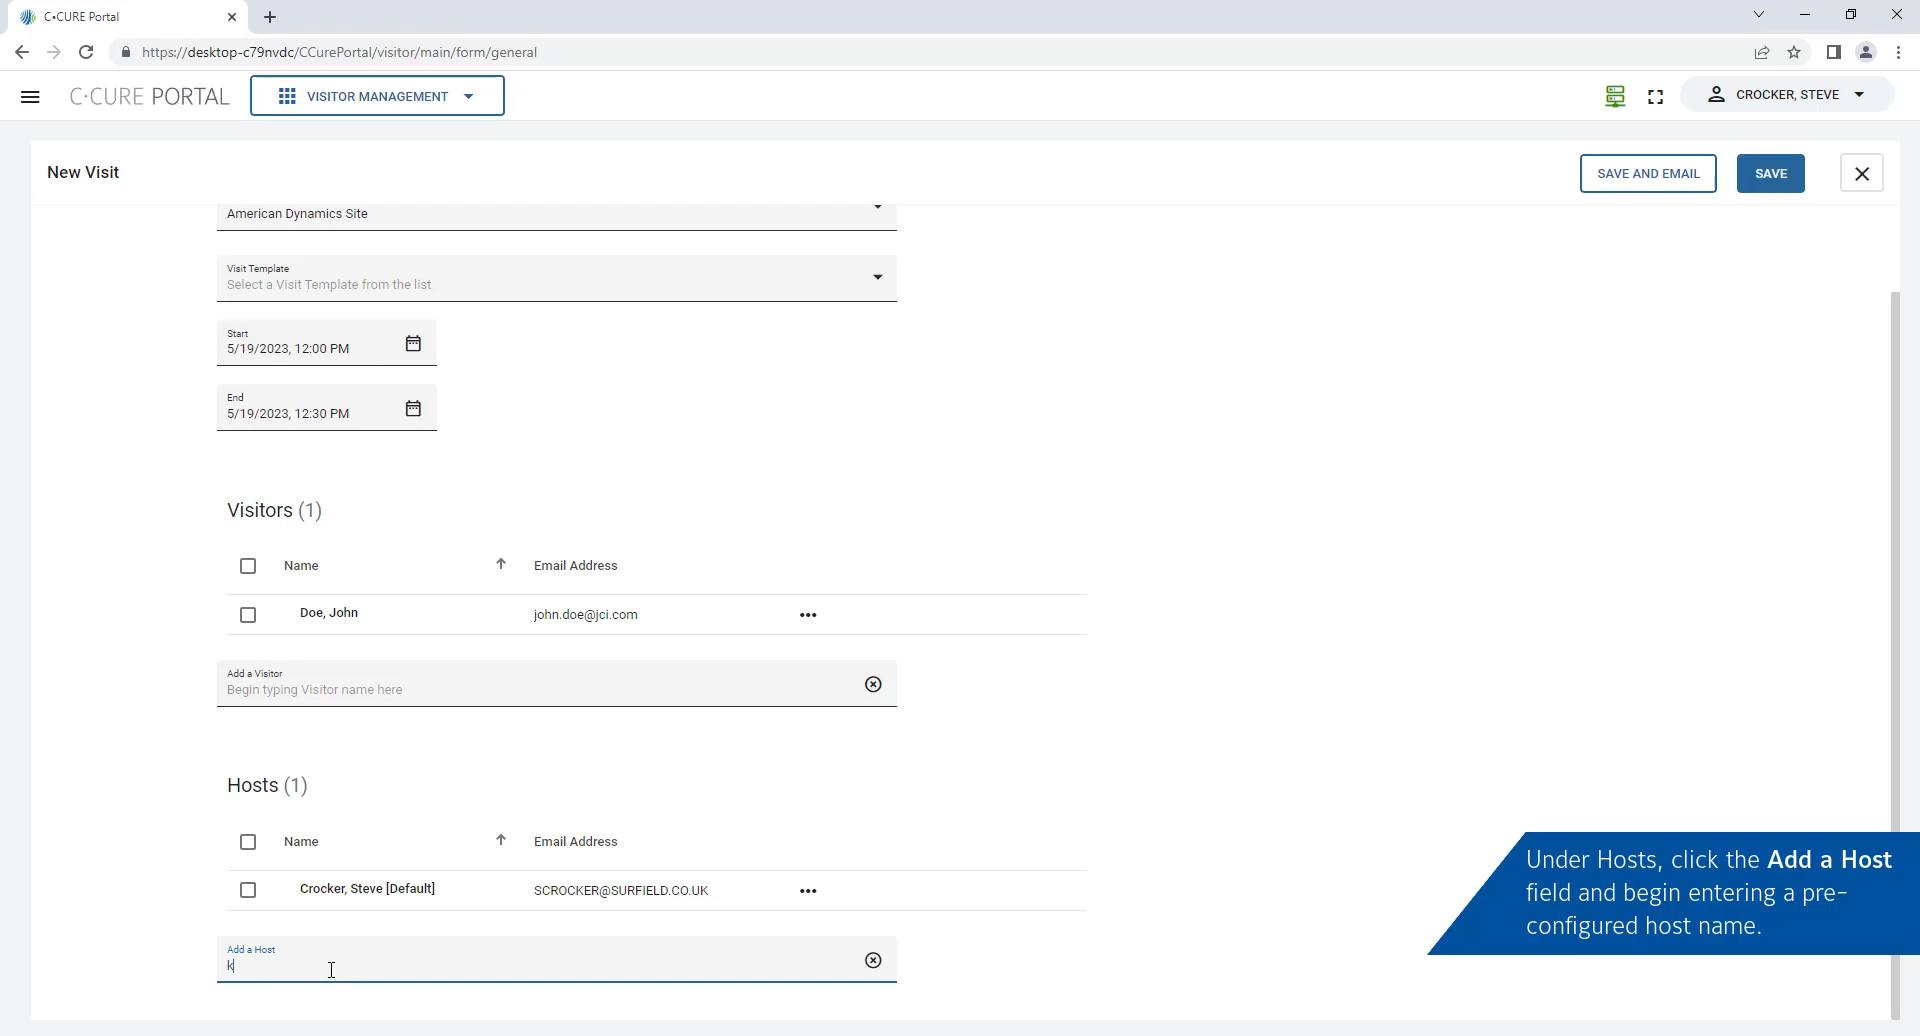 C•CURE Portal
https://desktop-c79nvdc/CCurePortal/visitor/main/form/general
C•CURE PORTAL
VISITOR MANAGEMENT
CROCKER, STEVE
New Visit
SAVE AND EMAIL
SAVE
American Dynamics Site
Visit Template
Select a Visit Template from the list
Start
5/19/2023, 12:00 PM
End
5/19/2023, 12:30 PM
Visitors (1)
Name
Email Address
Doe, John
john.doe@jci.com
Add a Visitor
Begin typing Visitor name here
Hosts (1)
Name
Email Address
Crocker, Steve [Default]
SCROCKER@SURFIELD.CO.UK
Add a Host
k
Under Hosts, click the Add a Host
field and begin entering a pre-
configured host name.